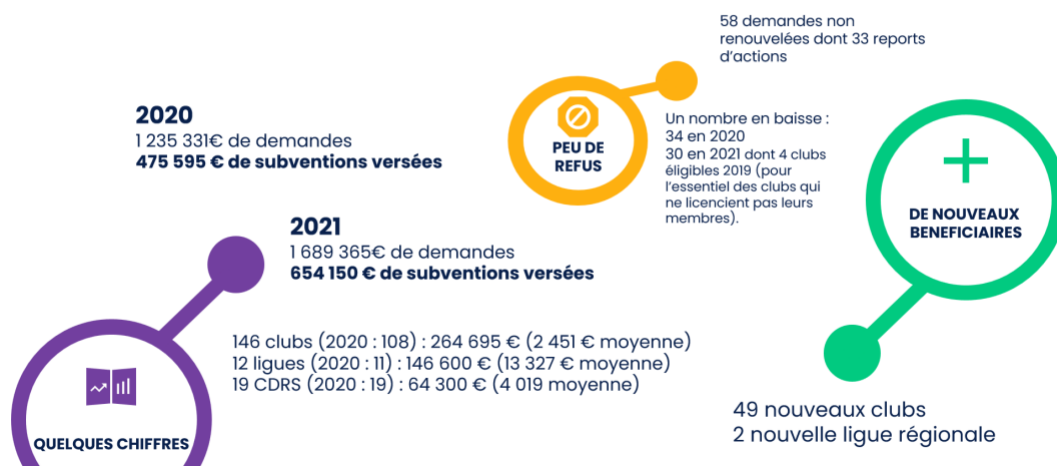 2020
1 235 331€ de demandes
475 595 € de subventions versées
2021
1 689 365€ de demandes
654 150 € de subventions versées
146 clubs (2020 : 108) : 264 695 € (2 451 € moyenne)
12 ligues (2020 : 11) : 146 600 € (13 327 € moyenne)
19 CDRS (2020 : 19) : 64 300 € (4 019 moyenne)
QUELQUES CHIFFRES
PEU DE
REFUS
58 demandes non
renouvelées dont 33 reports
d'actions
Un nombre en baisse :
34 en 2020
30 en 2021 dont 4 clubs
éligibles 2019 (pour
l'essentiel des clubs qui
ne licencient pas leurs
membres).
DE NOUVEAUX
BENEFICIAIRES
49 nouveaux clubs
2 nouvelle ligue régionale